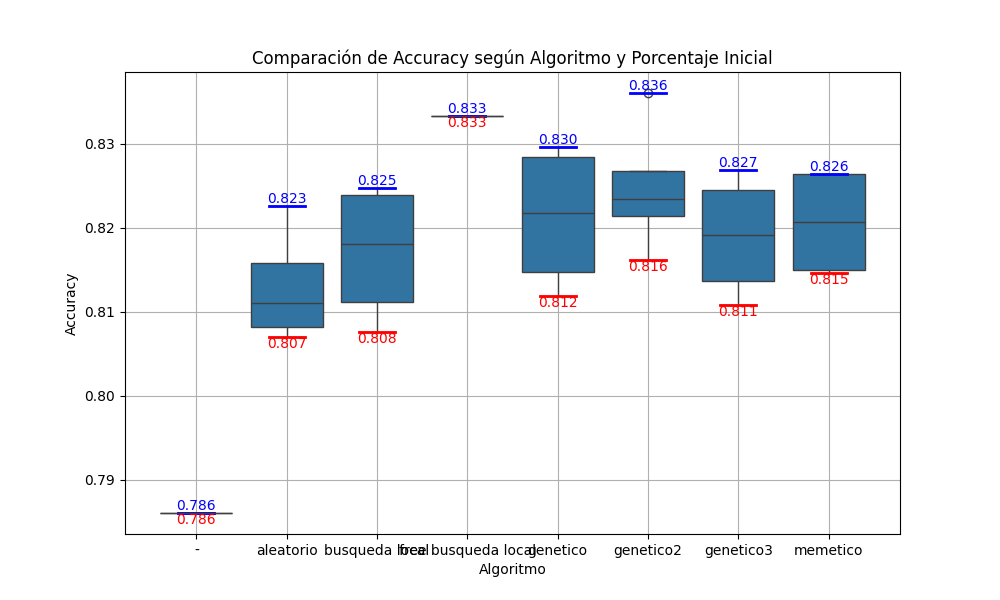 Comparación de Accuracy según Algoritmo y Porcentaje Inicial
Accuracy
0.83
0.82
0.81
0.80
0.79
0.786
0.786
0.823
0.807
0.825
0.808
0.833
0.833
0.830
0.812
0.836
0.816
0.827
0.811
0.826
0.815
-
aleatorio
busqueda local
free busqueda local
genetico
genetico2
genetico3
memetico
Algoritmo